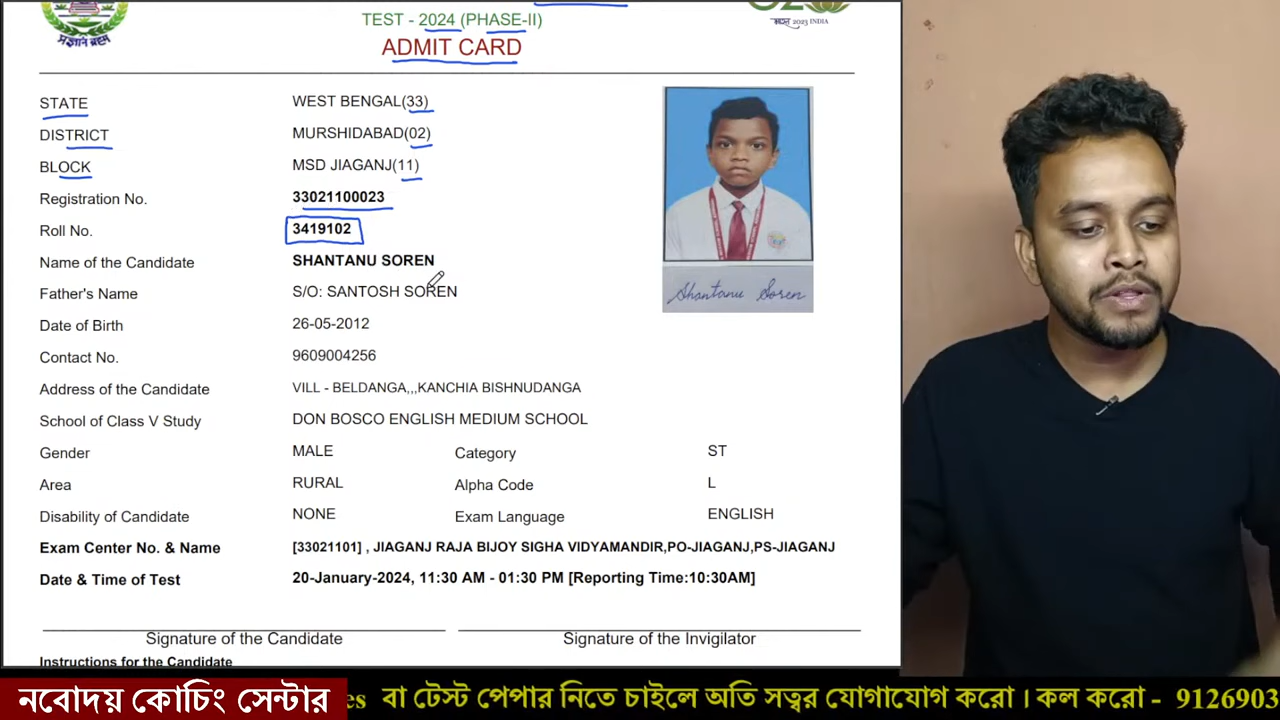 সংজ্ঞানং ব্রহ্ম
2023 INDIA
TEST - 2024 (PHASE-II)
ADMIT CARD
STATE WEST BENGAL(33)
DISTRICT MURSHIDABAD(02)
BLOCK MSD JIAGANJ(11)
Registration No. 33021100023
Roll No. 3419102
Name of the Candidate SHANTANU SOREN
Father's Name S/O: SANTOSH SOREN
Shantanu Soren
Date of Birth 26-05-2012
Contact No. 9609004256
Address of the Candidate VILL - BELDANGA,,,KANCHIA BISHNUDANGA
School of Class V Study DON BOSCO ENGLISH MEDIUM SCHOOL
Gender MALE Category ST
Area RURAL Alpha Code L
Disability of Candidate NONE Exam Language ENGLISH
Exam Center No. & Name [33021101] , JIAGANJ RAJA BIJOY SIGHA VIDYAMANDIR,PO-JIAGANJ,PS-JIAGANJ
Date & Time of Test 20-January-2024, 11:30 AM - 01:30 PM [Reporting Time:10:30AM]
Signature of the Candidate Signature of the Invigilator
Instructions for the Candidate
নবোদয় কোচিং সেন্টার es বা টেস্ট পেপার নিতে চাইলে অতি সত্বর যোগাযোগ করো। কল করো - 9126903